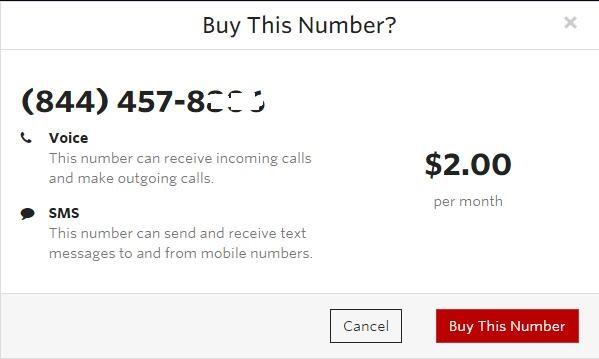 Buy This Number?
×
(844) 457-8
Voice
This number can receive incoming calls
and make outgoing calls.
$2.00
per month
SMS
This number can send and receive text
messages to and from mobile numbers.
Cancel
Buy This Number